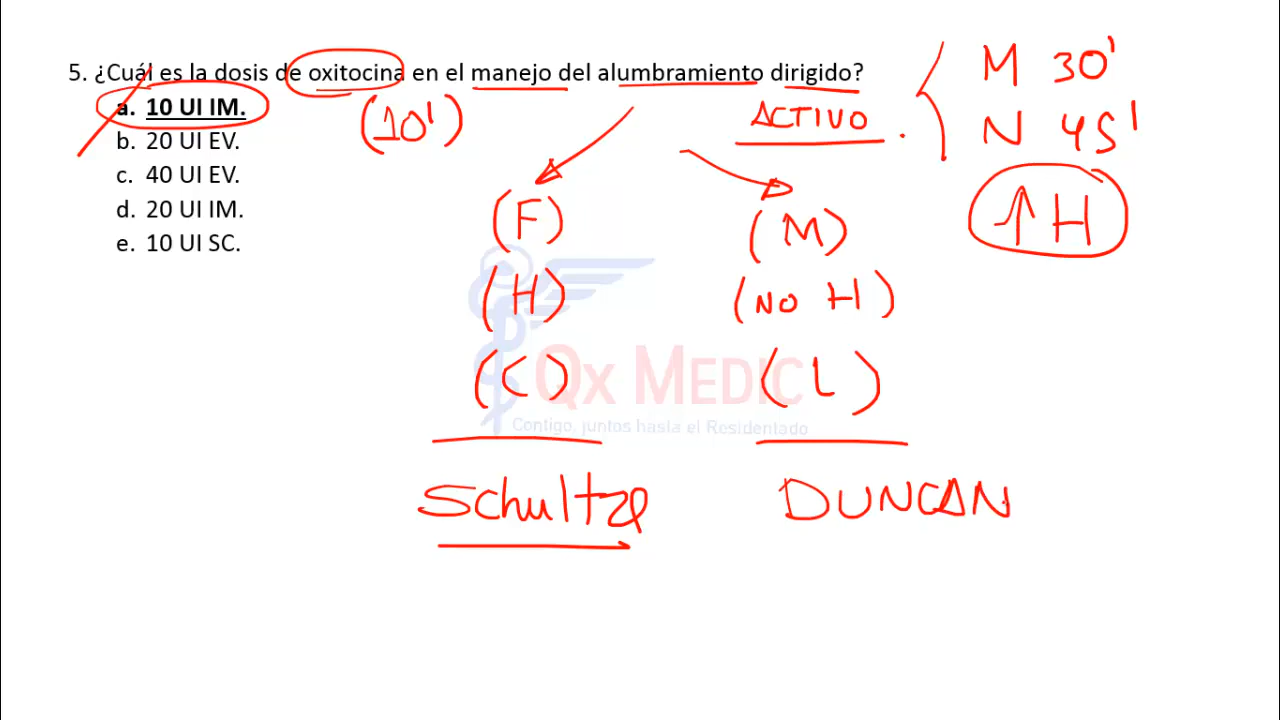 5. ¿Cuál es la dosis de oxitocina en el manejo del alumbramiento dirigido?
a. 10 UI IM.
b. 20 UI EV.
c. 40 UI EV.
d. 20 UI IM.
e. 10 UI SC.
(10')
ACTIVO
M 30'
N 45'
↑ H
(F)
(M)
(H)
(NO H)
(C)
(L)
Qx MEDIC
Contigo, juntos hasta el Residentado
Schultze
DUNCAN